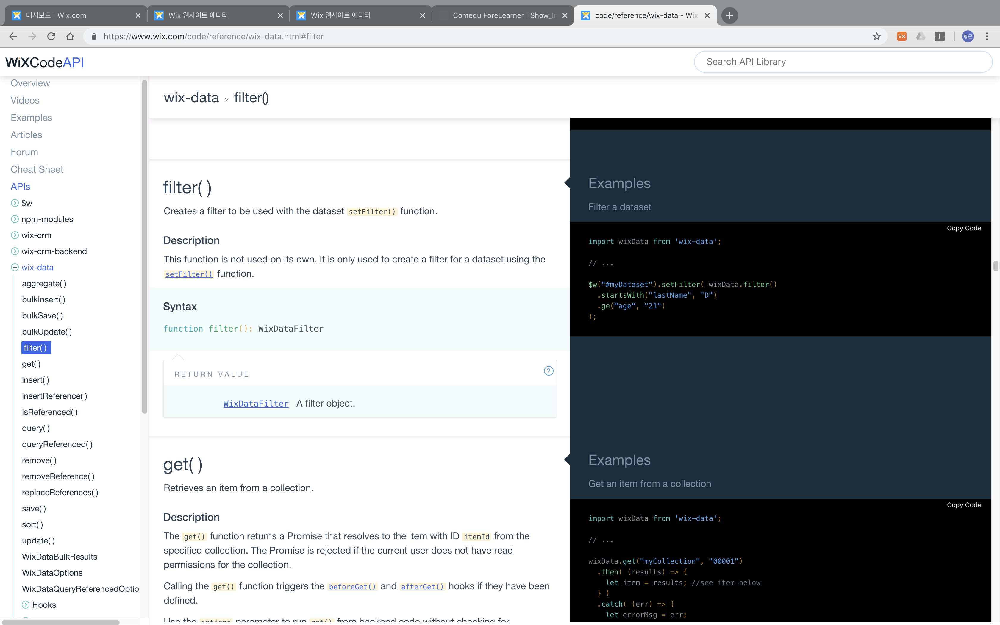 대시보드 | Wix.com
Wix 웹사이트 에디터
Wix 웹사이트 에디터
Comedu ForeLearner | Show_In
code/reference/wix-data - Wix
https://www.wix.com/code/reference/wix-data.html#filter
EX
형근
WiXCodeAPI
Search API Library
Overview
Videos
Examples
Articles
Forum
Cheat Sheet
APIs
$w
npm-modules
wix-crm
wix-crm-backend
wix-data
aggregate( )
bulkInsert( )
bulkSave( )
bulkUpdate( )
filter( )
get( )
insert( )
insertReference( )
isReferenced( )
query( )
queryReferenced( )
remove( )
removeReference( )
replaceReferences( )
save( )
sort( )
update( )
WixDataBulkResults
WixDataOptions
WixDataQueryReferencedOption
Hooks
wix-data > filter()
filter( )
Creates a filter to be used with the dataset setFilter() function.
Description
This function is not used on its own. It is only used to create a filter for a dataset using the
setFilter() function.
Syntax
function filter(): WixDataFilter
RETURN VALUE
?
WixDataFilter A filter object.
get( )
Retrieves an item from a collection.
Description
The get() function returns a Promise that resolves to the item with ID itemId from the
specified collection. The Promise is rejected if the current user does not have read
permissions for the collection.
Calling the get() function triggers the beforeGet() and afterGet() hooks if they have been
defined.
Use the options parameter to run get() from backend code without checking for
Examples
Filter a dataset
Copy Code
import wixData from 'wix-data';
// ...
$w("#myDataset").setFilter( wixData.filter()
.startsWith("lastName", "D")
.ge("age", "21")
);
Examples
Get an item from a collection
Copy Code
import wixData from 'wix-data';
// ...
wixData.get("myCollection", "00001")
.then( (results) => {
let item = results; //see item below
} )
.catch( (err) => {
let errorMsg = err;